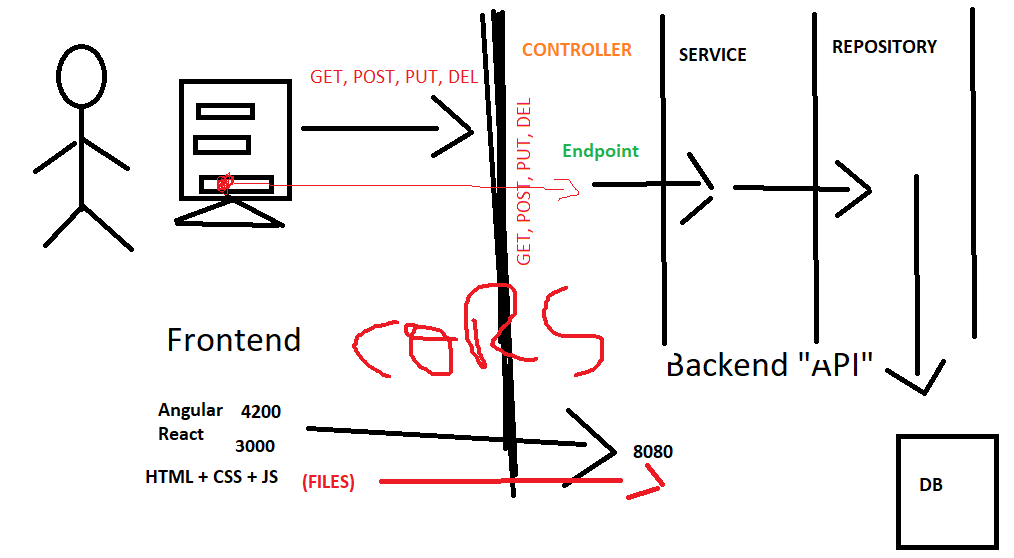 GET, POST, PUT, DEL
CONTROLLER
SERVICE
REPOSITORY
GET, POST, PUT, DEL
Endpoint
Frontend
CORS
Backend "API"
Angular 4200
React 3000
HTML + CSS + JS (FILES)
8080
DB